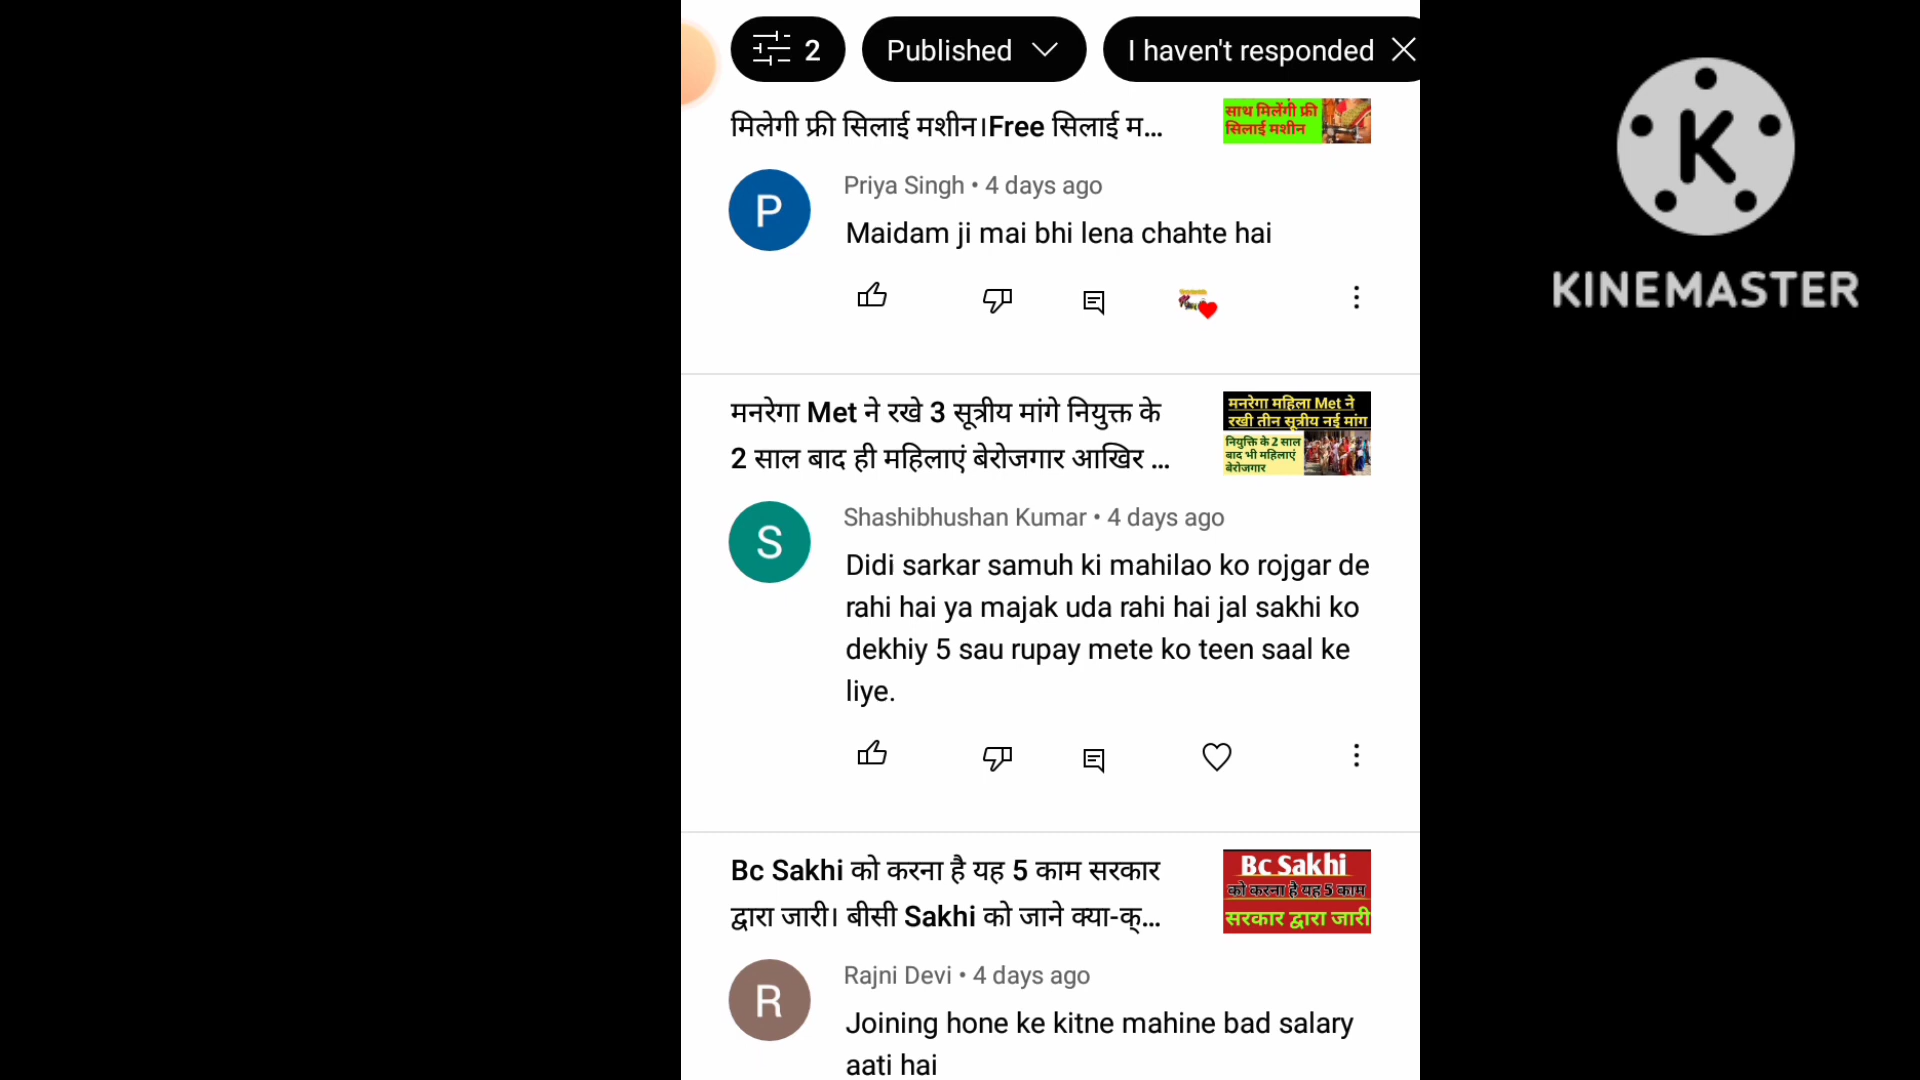 2
Published
I haven't responded
मिलेगी फ्री सिलाई मशीन।Free सिलाई म...
साथ मिलेंगी फ्री
सिलाई मशीन
P
Priya Singh • 4 days ago
Maidam ji mai bhi lena chahte hai
मनरेगा Met ने रखे 3 सूत्रीय मांगे नियुक्त के
2 साल बाद ही महिलाएं बेरोजगार आखिर ...
मनरेगा महिला Met ने
रखी तीन सूत्रीय नई मांग
नियुक्ति के 2 साल
बाद भी महिलाएं
बेरोजगार
S
Shashibhushan Kumar • 4 days ago
Didi sarkar samuh ki mahilao ko rojgar de
rahi hai ya majak uda rahi hai jal sakhi ko
dekhiy 5 sau rupay mete ko teen saal ke
liye.
Bc Sakhi को करना है यह 5 काम सरकार
द्वारा जारी। बीसी Sakhi को जाने क्या-क्...
Bc Sakhi
को करना है यह 5 काम
सरकार द्वारा जारी
R
Rajni Devi • 4 days ago
Joining hone ke kitne mahine bad salary
aati hai
K
KINEMASTER